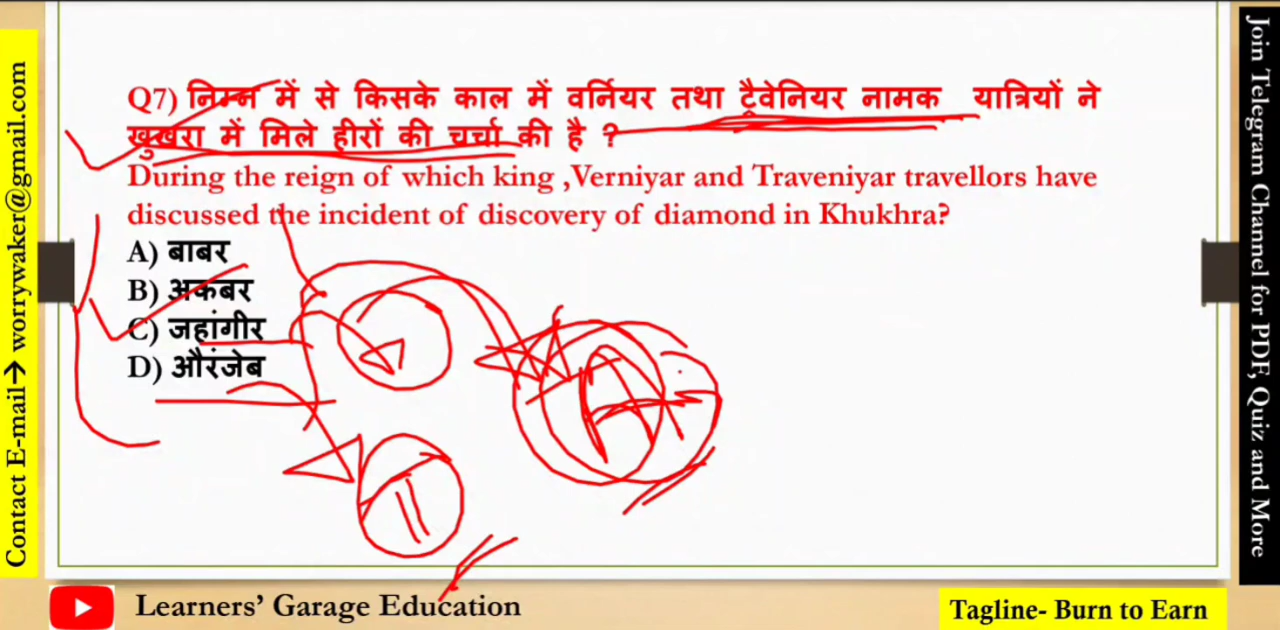 Q7) निम्न में से किसके काल में वर्नियर तथा ट्रैवेनियर नामक यात्रियों ने
खुखरा में मिले हीरों की चर्चा की है ?
During the reign of which king ,Verniyar and Traveniyar travellors have
discussed the incident of discovery of diamond in Khukhra?
A) बाबर
B) अकबर
C) जहांगीर
D) औरंजेब
Contact E-mail→ worrywaker@gmail.com
Join Telegram Channel for PDF, Quiz and More
Learners’ Garage Education
Tagline- Burn to Earn